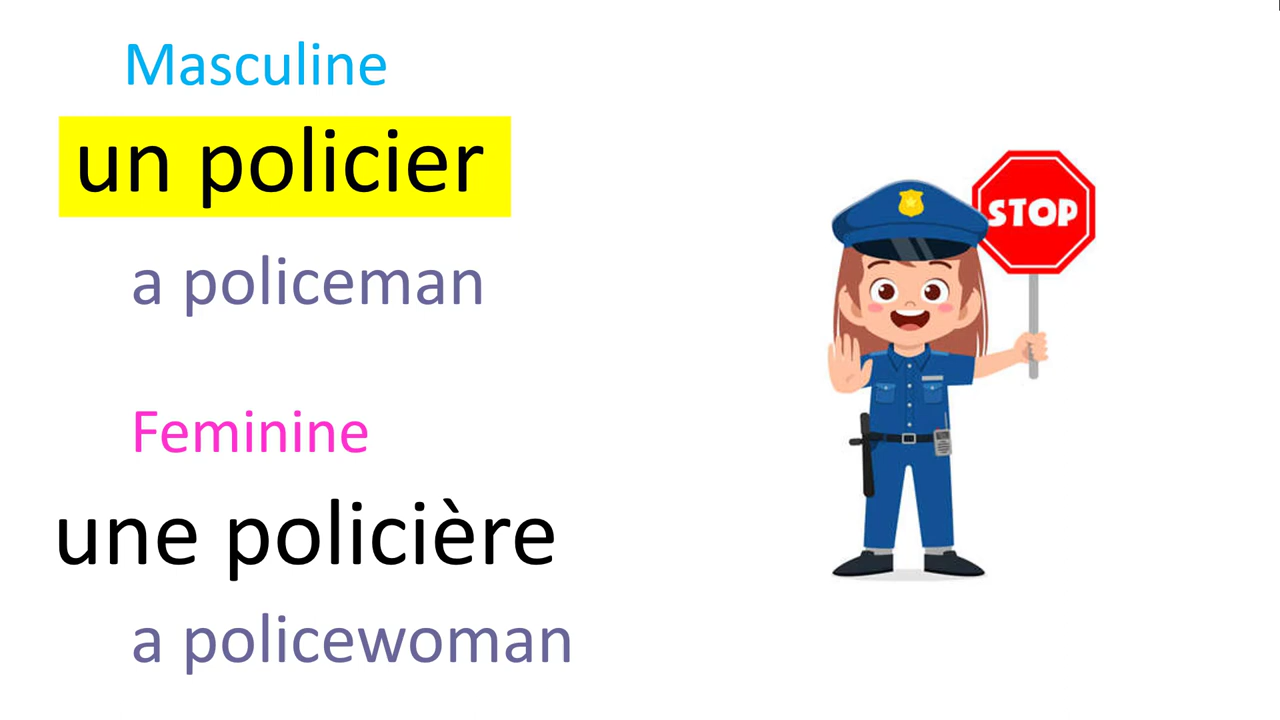 Masculine
un policier
a policeman
Feminine
une policière
a policewoman
STOP